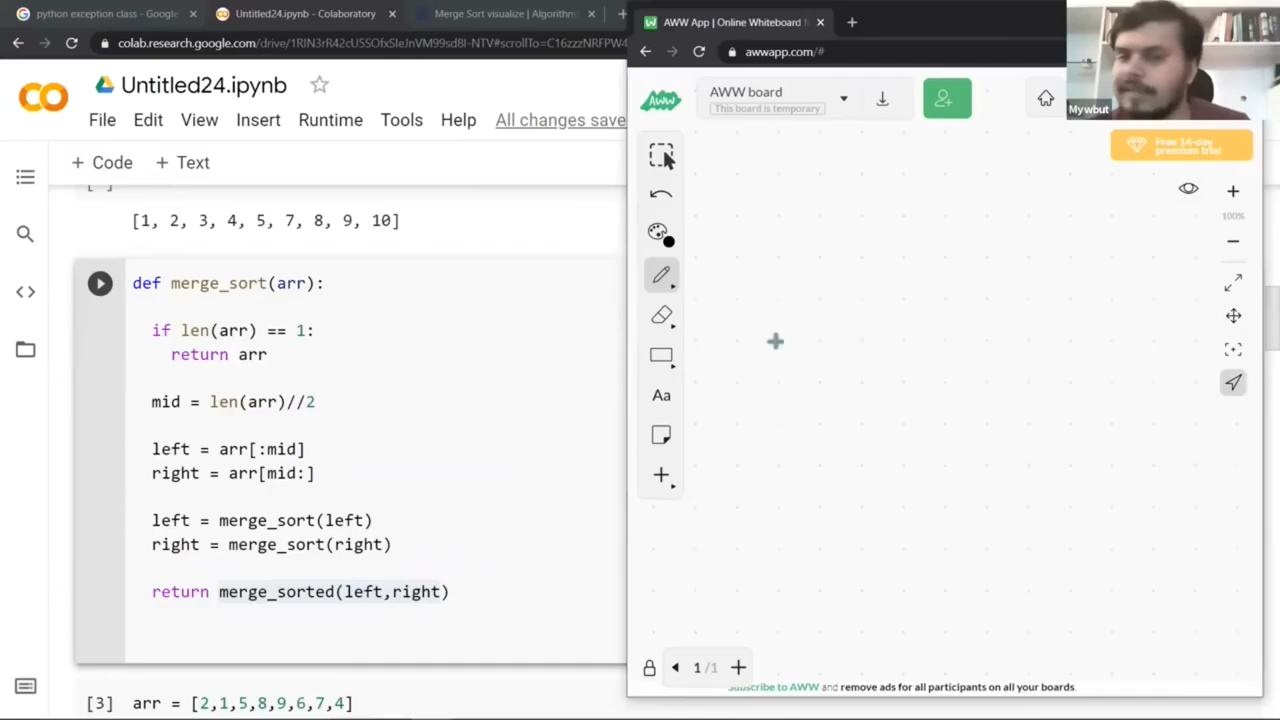 python exception class - Google
Untitled24.ipynb - Colaboratory
Merge Sort visualize | Algorithm
AWW App | Online Whiteboard f
colab.research.google.com/drive/
awwapp.com/#
CO
Untitled24.ipynb
File Edit View Insert Runtime Tools Help All changes save
+ Code + Text
[ ]
[1, 2, 3, 4, 5, 7, 8, 9, 10]
def merge_sort(arr):
if len(arr) == 1:
return arr
mid = len(arr)//2
left = arr[:mid]
right = arr[mid:]
left = merge_sort(left)
right = merge_sort(right)
return merge_sorted(left,right)
[3] arr = [2,1,5,8,9,6,7,4]
AWW
AWW board
This board is temporary
Mywbut
Free 14-day
premium trial
100%
Aa
1 /1
Subscribe to AWW and remove ads for all participants on all your boards.